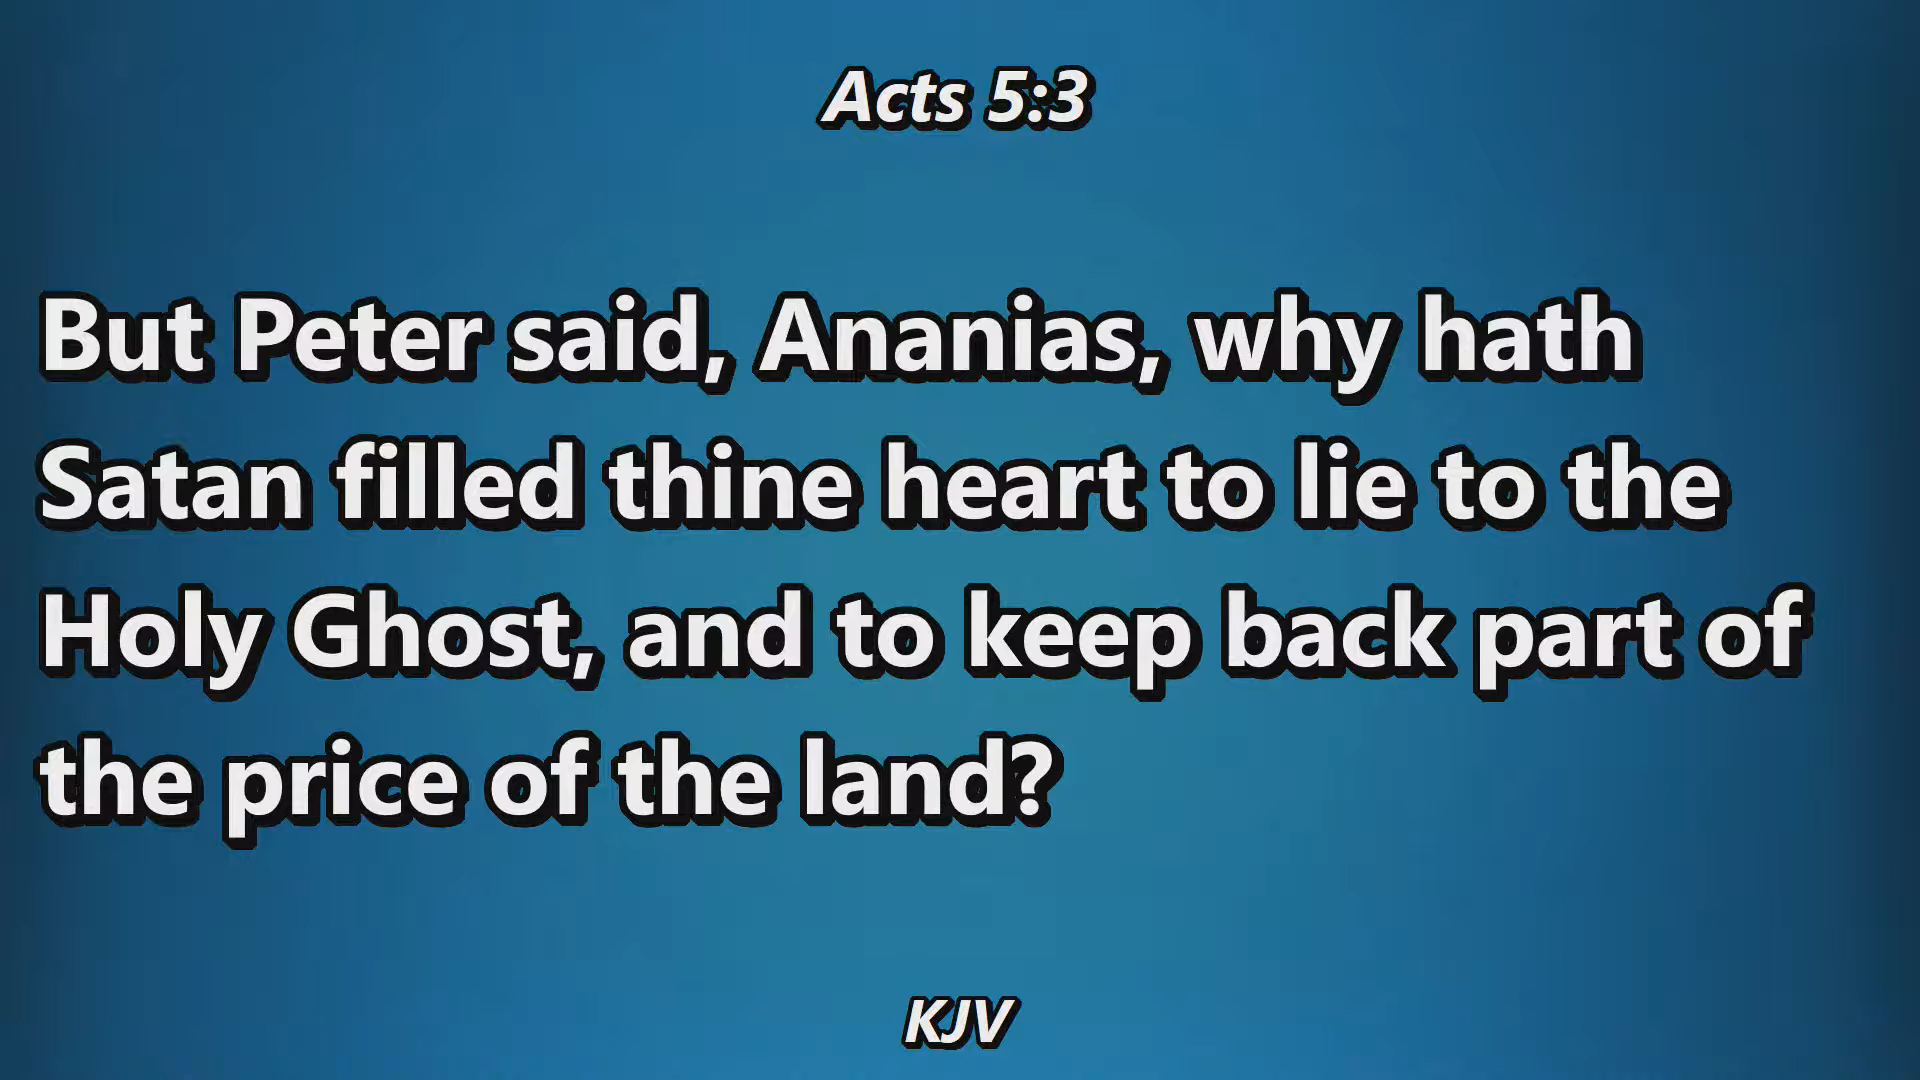 Acts 5:3
But Peter said, Ananias, why hath
Satan filled thine heart to lie to the
Holy Ghost, and to keep back part of
the price of the land?
KJV